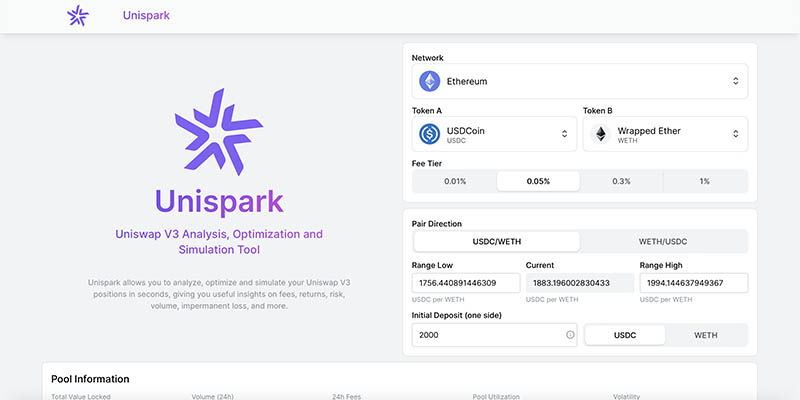 Unispark
Unispark
Uniswap V3 Analysis, Optimization and
Simulation Tool
Unispark allows you to analyze, optimize and simulate your Uniswap V3
positions in seconds, giving you useful insights on fees, returns, risk,
volume, impermanent loss, and more.
Network
Ethereum
Token A
Token B
USDCoin
USDC
Wrapped Ether
WETH
Fee Tier
0.01%
0.05%
0.3%
1%
Pair Direction
USDC/WETH
WETH/USDC
Range Low
Current
Range High
1756.440891446309
1883.196002830433
1994.144637949367
USDC per WETH
USDC per WETH
USDC per WETH
Initial Deposit (one side)
2000
USDC
WETH
Pool Information
Total Value Locked
Volume (24h)
24h Fees
Pool Utilization
Volatility